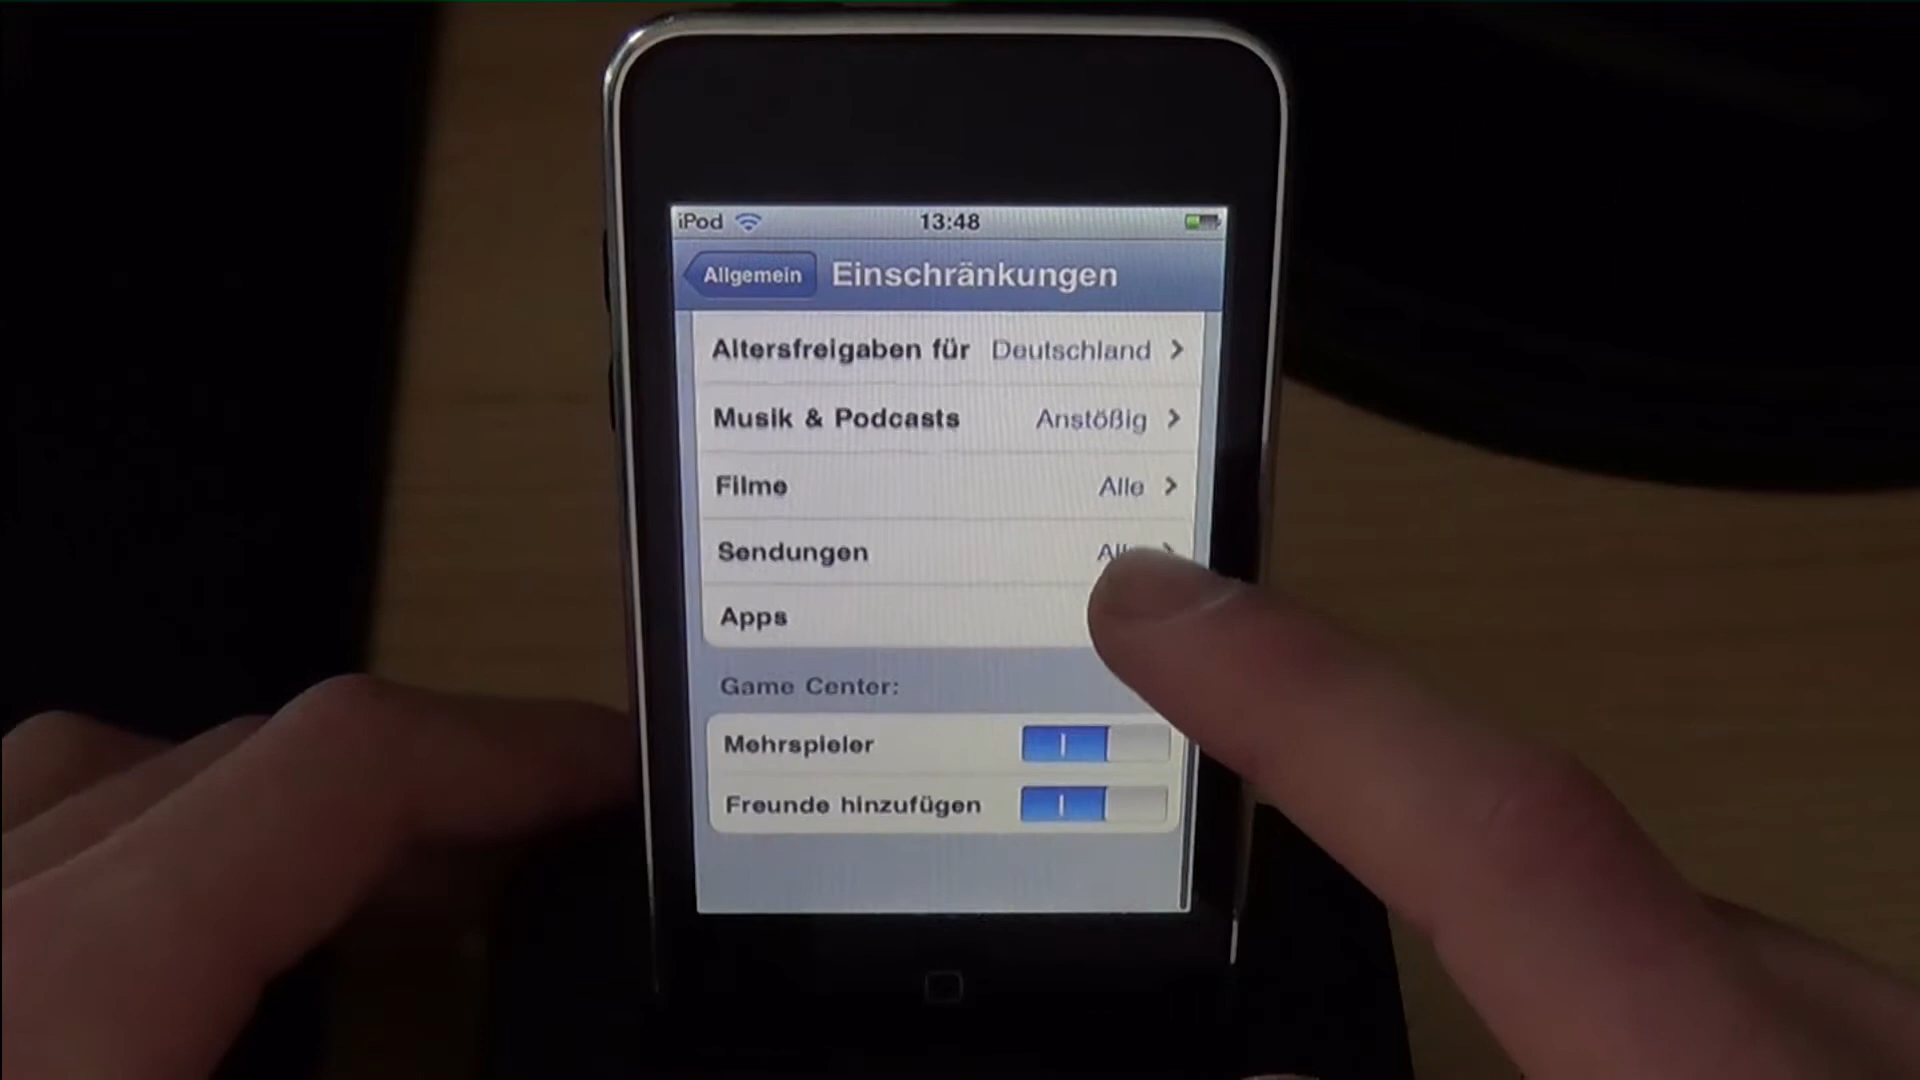 iPod 13:48
Allgemein Einschränkungen
Altersfreigaben für Deutschland
Musik & Podcasts Anstößig
Filme Alle
Sendungen
Apps
Game Center:
Mehrspieler
Freunde hinzufügen